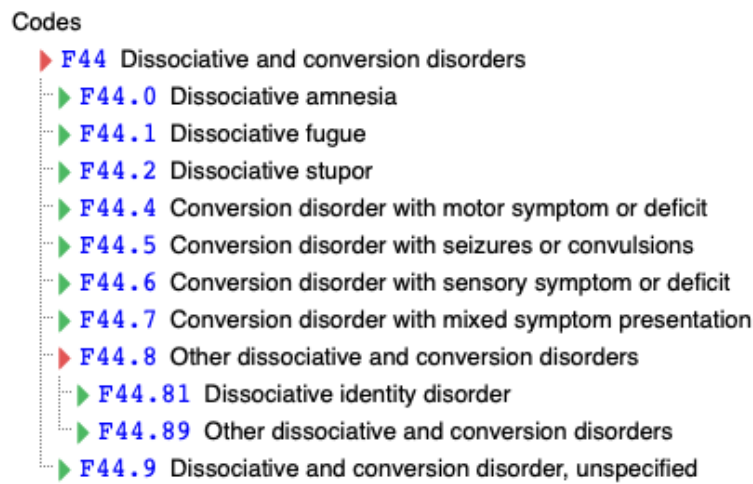 Codes
F44 Dissociative and conversion disorders
F44.0 Dissociative amnesia
F44.1 Dissociative fugue
F44.2 Dissociative stupor
F44.4 Conversion disorder with motor symptom or deficit
F44.5 Conversion disorder with seizures or convulsions
F44.6 Conversion disorder with sensory symptom or deficit
F44.7 Conversion disorder with mixed symptom presentation
F44.8 Other dissociative and conversion disorders
F44.81 Dissociative identity disorder
F44.89 Other dissociative and conversion disorders
F44.9 Dissociative and conversion disorder, unspecified